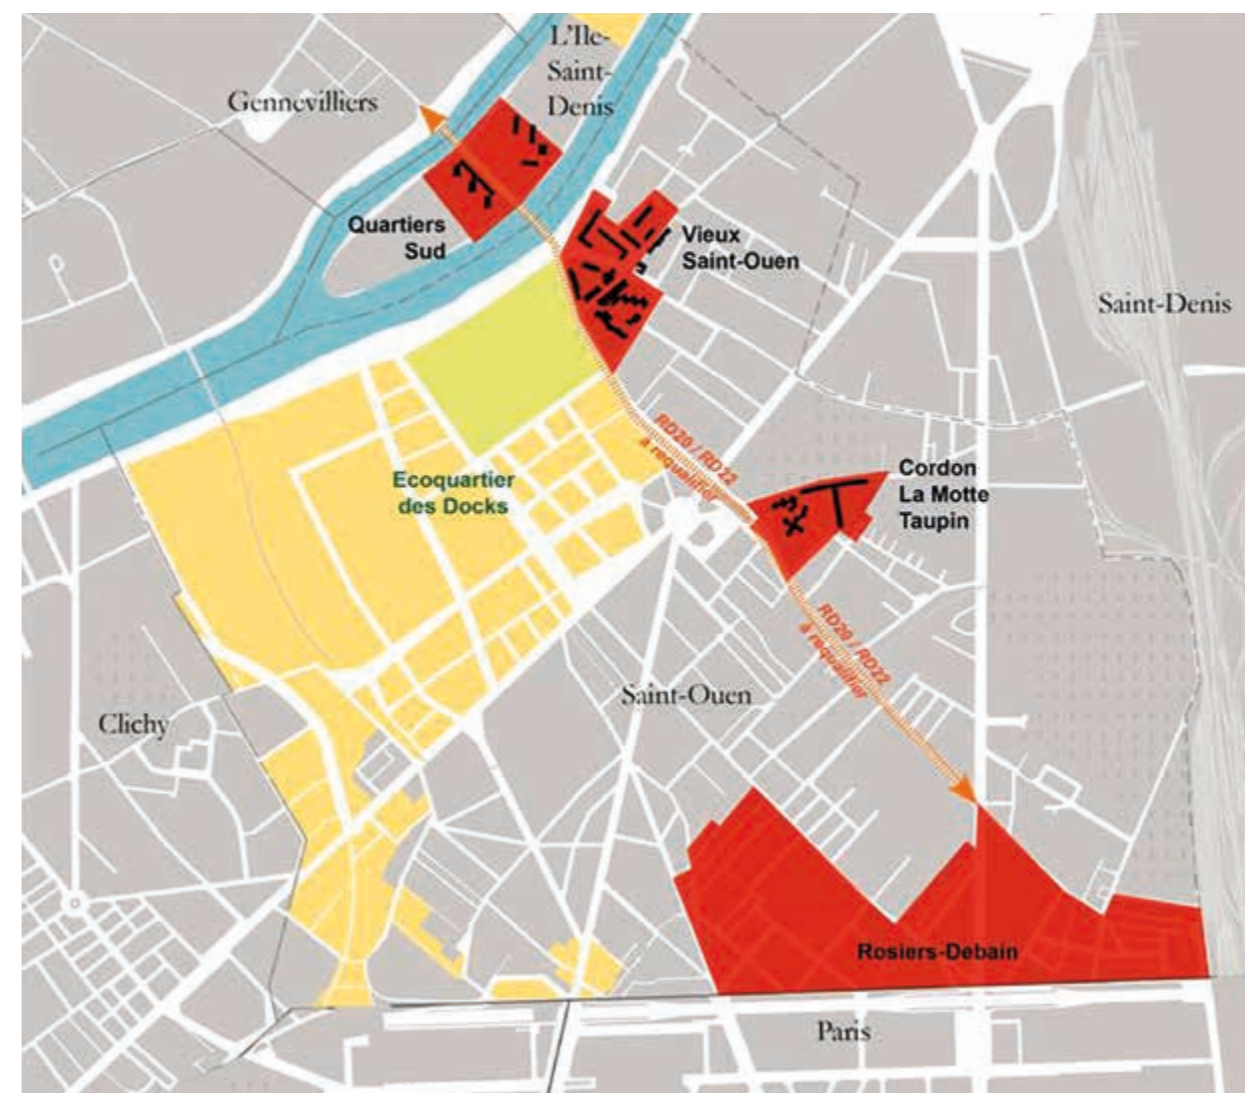 L'Ile-
Saint-
Denis
Gennevilliers
Quartiers
Sud
Vieux
Saint-Ouen
Saint-Denis
RD20 / RD22
à requalifier
Ecoquartier
des Docks
Cordon
La Motte
Taupin
RD20 / RD22
à requalifier
Saint-Ouen
Clichy
Rosiers-Debain
Paris